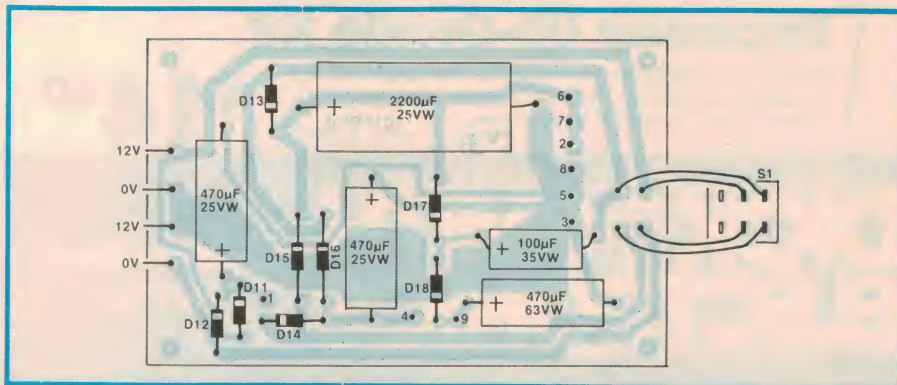 D13
+
2200µF
25VW
6
7
2
8
5
3
12V
0V
12V
0V
470µF
25VW
+
+
470µF
25VW
D17
S1
D15
D16
+
100µF
35VW
D18
+
470µF
63VW
D11
1
D12
D14
4
9